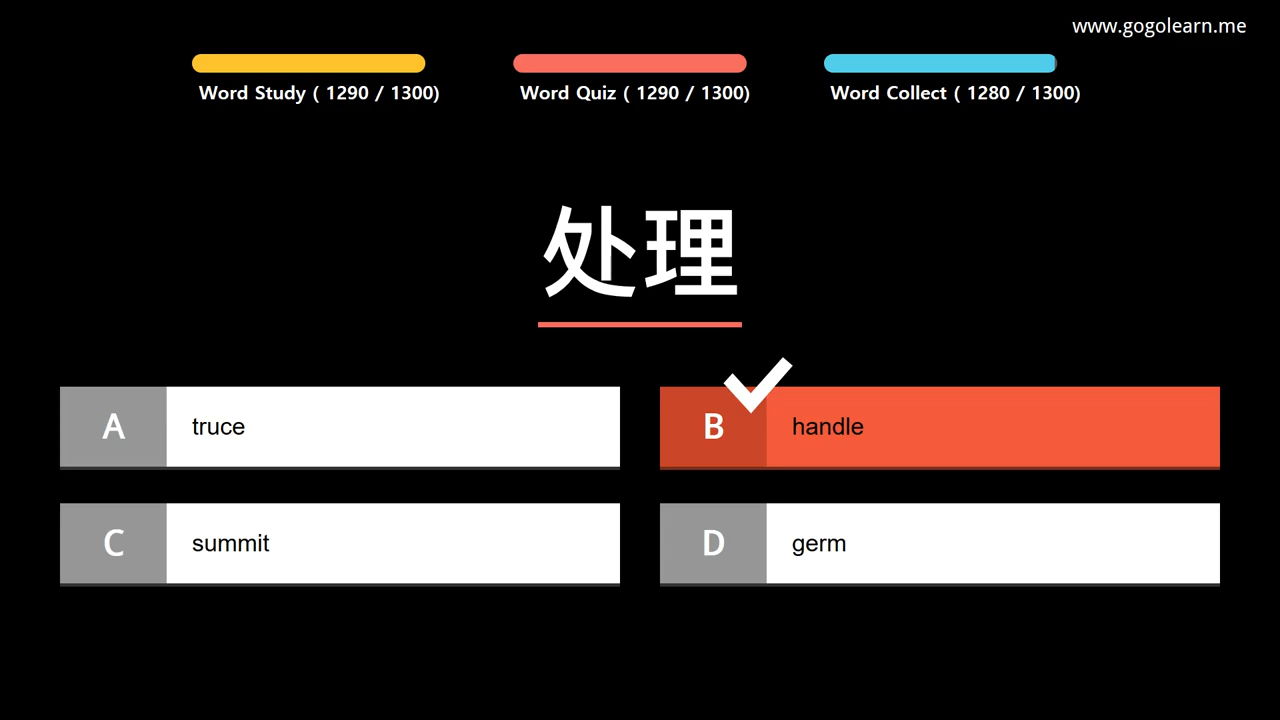 www.gogolearn.me
Word Study ( 1290 / 1300)
Word Quiz ( 1290 / 1300)
Word Collect ( 1280 / 1300)
处理
A truce
B handle
C summit
D germ